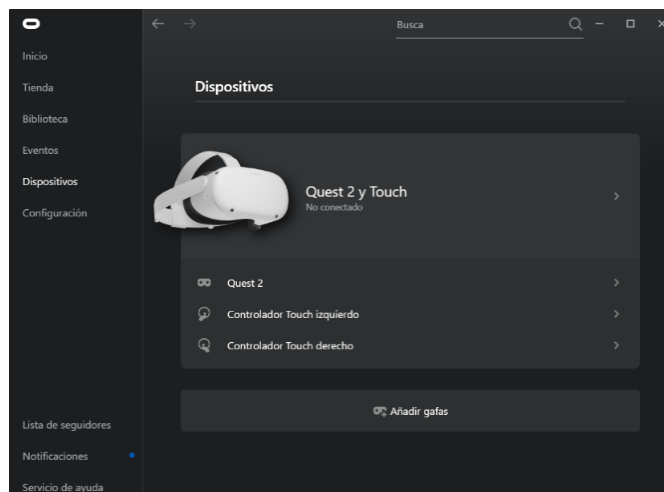 Busca
Inicio
Tienda
Biblioteca
Eventos
Dispositivos
Configuración
Lista de seguidores
Notificaciones
Servicio de ayuda
Dispositivos
Quest 2 y Touch
No conectado
Quest 2
Controlador Touch izquierdo
Controlador Touch derecho
Añadir gafas